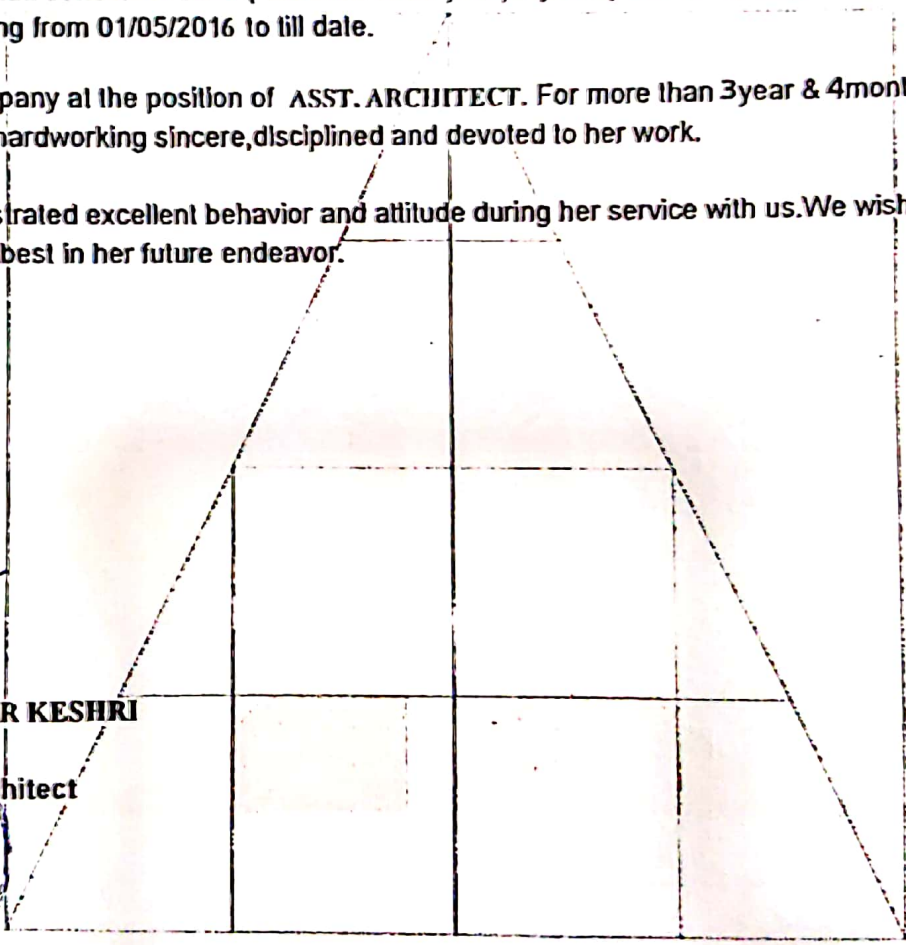 ng from 01/05/2016 to till date.
pany at the position of ASST. ARCHITECT. For more than 3year & 4mont
hardworking sincere,disciplined and devoted to her work.
strated excellent behavior and attitude during her service with us.We wish
best in her future endeavor.
R KESHRI
hitect